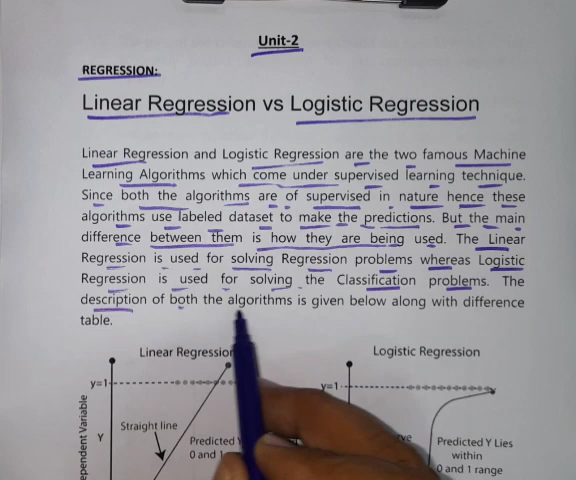 Unit-2
REGRESSION:
Linear Regression vs Logistic Regression
Linear Regression and Logistic Regression are the two famous Machine
Learning Algorithms which come under supervised learning technique.
Since both the algorithms are of supervised in nature hence these
algorithms use labeled dataset to make the predictions. But the main
difference between them is how they are being used. The Linear
Regression is used for solving Regression problems whereas Logistic
Regression is used for solving the Classification problems. The
description of both the algorithms is given below along with difference
table.
Linear Regression
y=1
Y
Straight line
Predicted Y
0 and 1
Logistic Regression
y=1
Predicted Y Lies
within
0 and 1 range